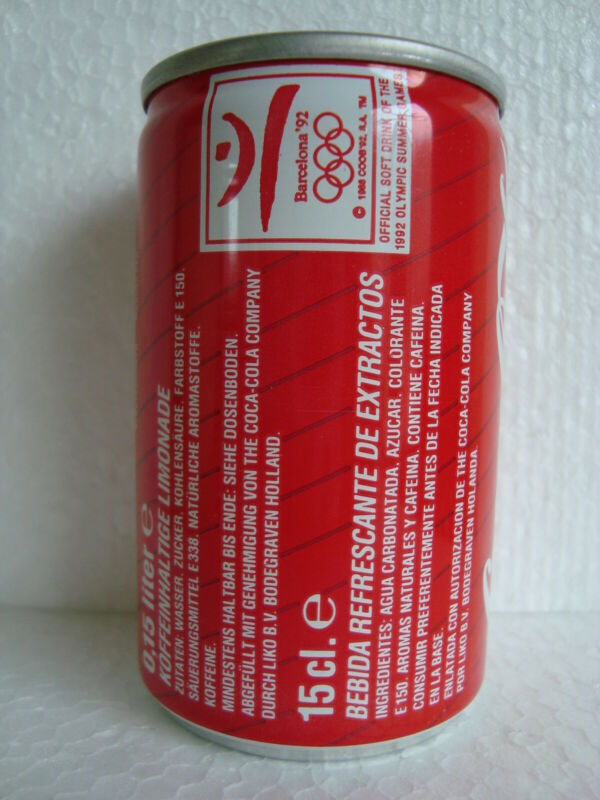 Barcelona'92
© 1988 COOB'92, S.A. TM
OFFICIAL SOFT DRINK OF THE
1992 OLYMPIC SUMMER GAMES
0,15 liter e
KOFFEINHALTIGE LIMONADE
ZUTATEN: WASSER, ZUCKER, KOHLENSÄURE, FARBSTOFF E 150,
SÄUERUNGSMITTEL E338, NATÜRLICHE AROMASTOFFE,
KOFFEINE.
MINDESTENS HALTBAR BIS ENDE: SIEHE DOSENBODEN.
ABGEFÜLLT MIT GENEHMIGUNG VON THE COCA-COLA COMPANY
DURCH LIKO B.V. BODEGRAVEN HOLLAND.
15 cl. e
BEBIDA REFRESCANTE DE EXTRACTOS
INGREDIENTES: AGUA CARBONATADA, AZUCAR, COLORANTE
E 150, AROMAS NATURALES Y CAFEINA. CONTIENE CAFEINA.
CONSUMIR PREFERENTEMENTE ANTES DE LA FECHA INDICADA
EN LA BASE.
ENLATADA CON AUTORIZACION DE THE COCA-COLA COMPANY
POR LIKO B.V. BODEGRAVEN HOLANDA.